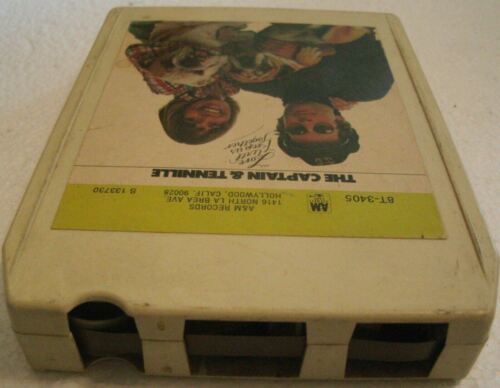 8T-3405
AM
A&M RECORDS
1416 NORTH LA BREA AVE.
HOLLYWOOD, CALIF. 90028
S 133730
THE CAPTAIN & TENNILLE
Love
Will
Keep Us
Together